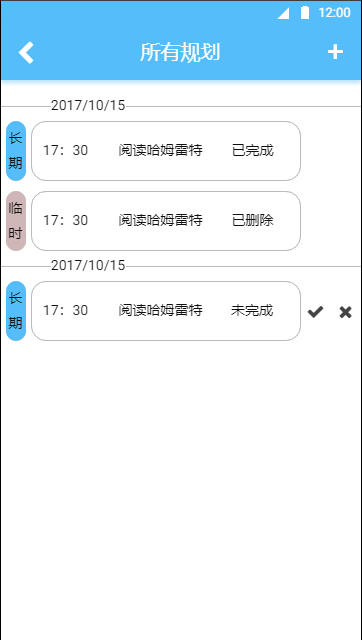 12:00
所有规划
2017/10/15
长期 17：30 阅读哈姆雷特 已完成
临时 17：30 阅读哈姆雷特 已删除
2017/10/15
长期 17：30 阅读哈姆雷特 未完成